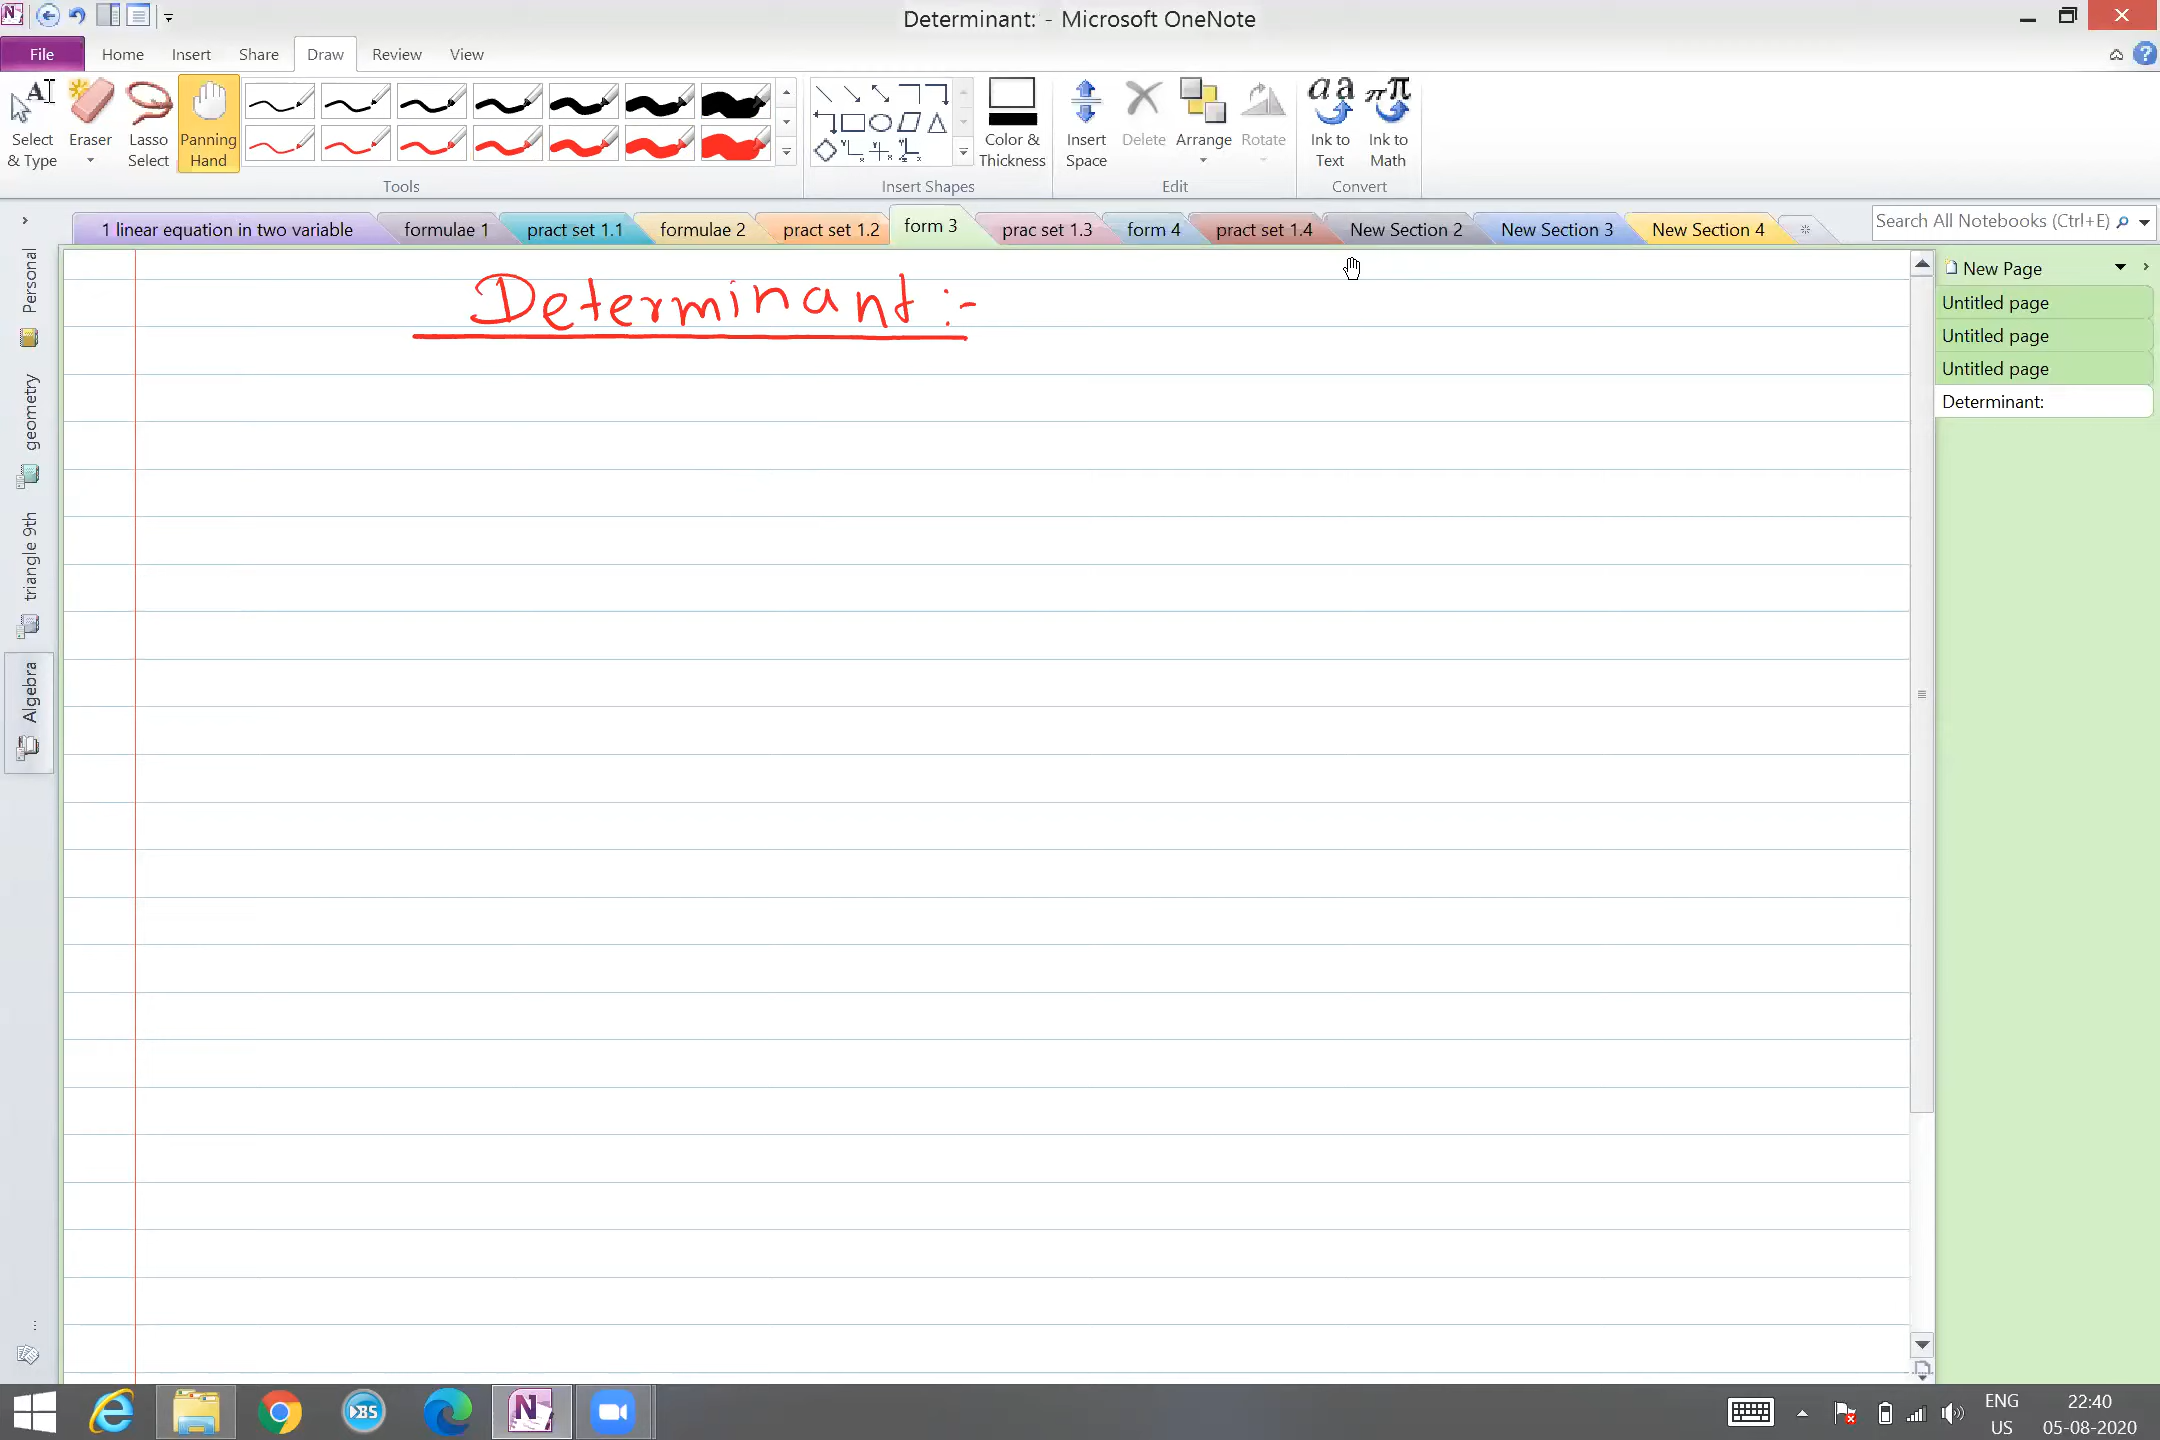 Determinant: - Microsoft OneNote
File Home Insert Share Draw Review View
Select & Type
Eraser
Lasso Select
Panning Hand
Color & Thickness
Insert Space
Delete
Arrange
Rotate
Ink to Text
Ink to Math
Tools
Insert Shapes
Edit
Convert
1 linear equation in two variable formulae 1 pract set 1.1 formulae 2 pract set 1.2 form 3 prac set 1.3 form 4 pract set 1.4 New Section 2 New Section 3 New Section 4
Search All Notebooks (Ctrl+E)
Personal
geometry
triangle 9th
Algebra
Determinant :-
New Page
Untitled page
Untitled page
Untitled page
Determinant:
ENG
US
22:40
05-08-2020